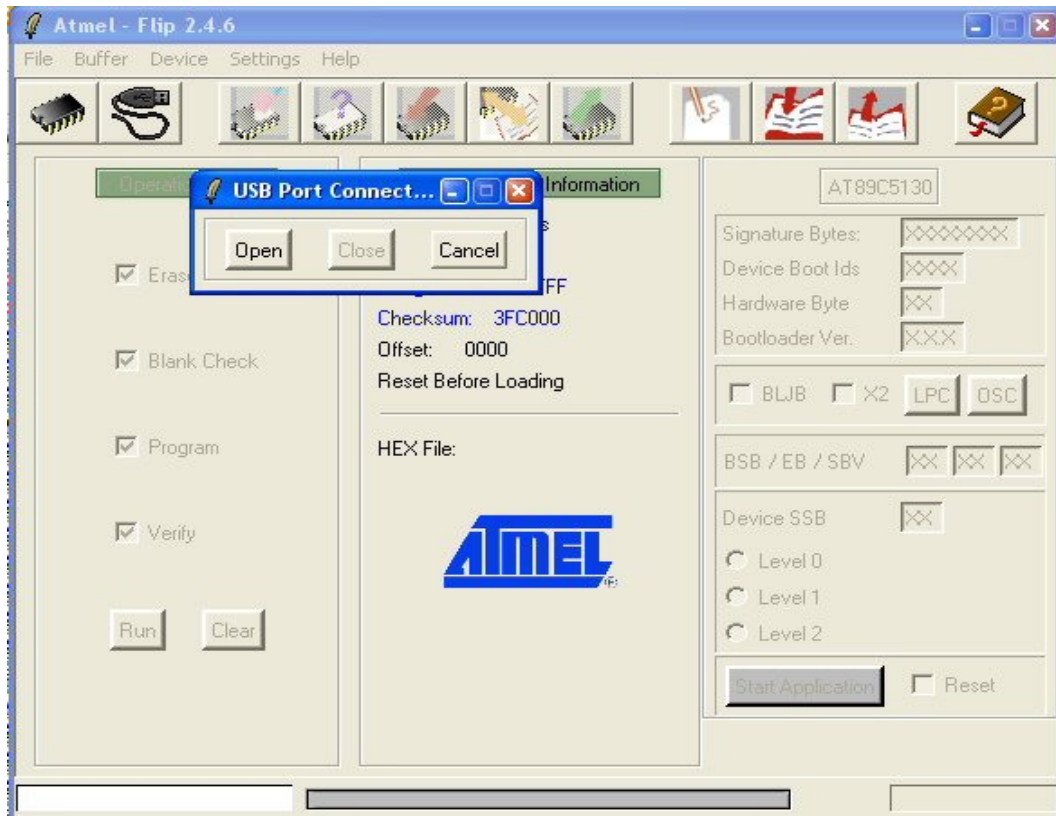 Atmel - Flip 2.4.6
File Buffer Device Settings Help
USB Port Connect...
Open Close Cancel
Information
FF
Checksum: 3FC000
Offset: 0000
Reset Before Loading
HEX File:
ATMEL
®
Blank Check
Program
Verify
Run Clear
AT89C5130
Signature Bytes: XXXXXXXX
Device Boot Ids XXXX
Hardware Byte XX
Bootloader Ver. X.X.X
BLJB X2 LPC OSC
BSB / EB / SBV XX XX XX
Device SSB XX
Level 0
Level 1
Level 2
Start Application Reset